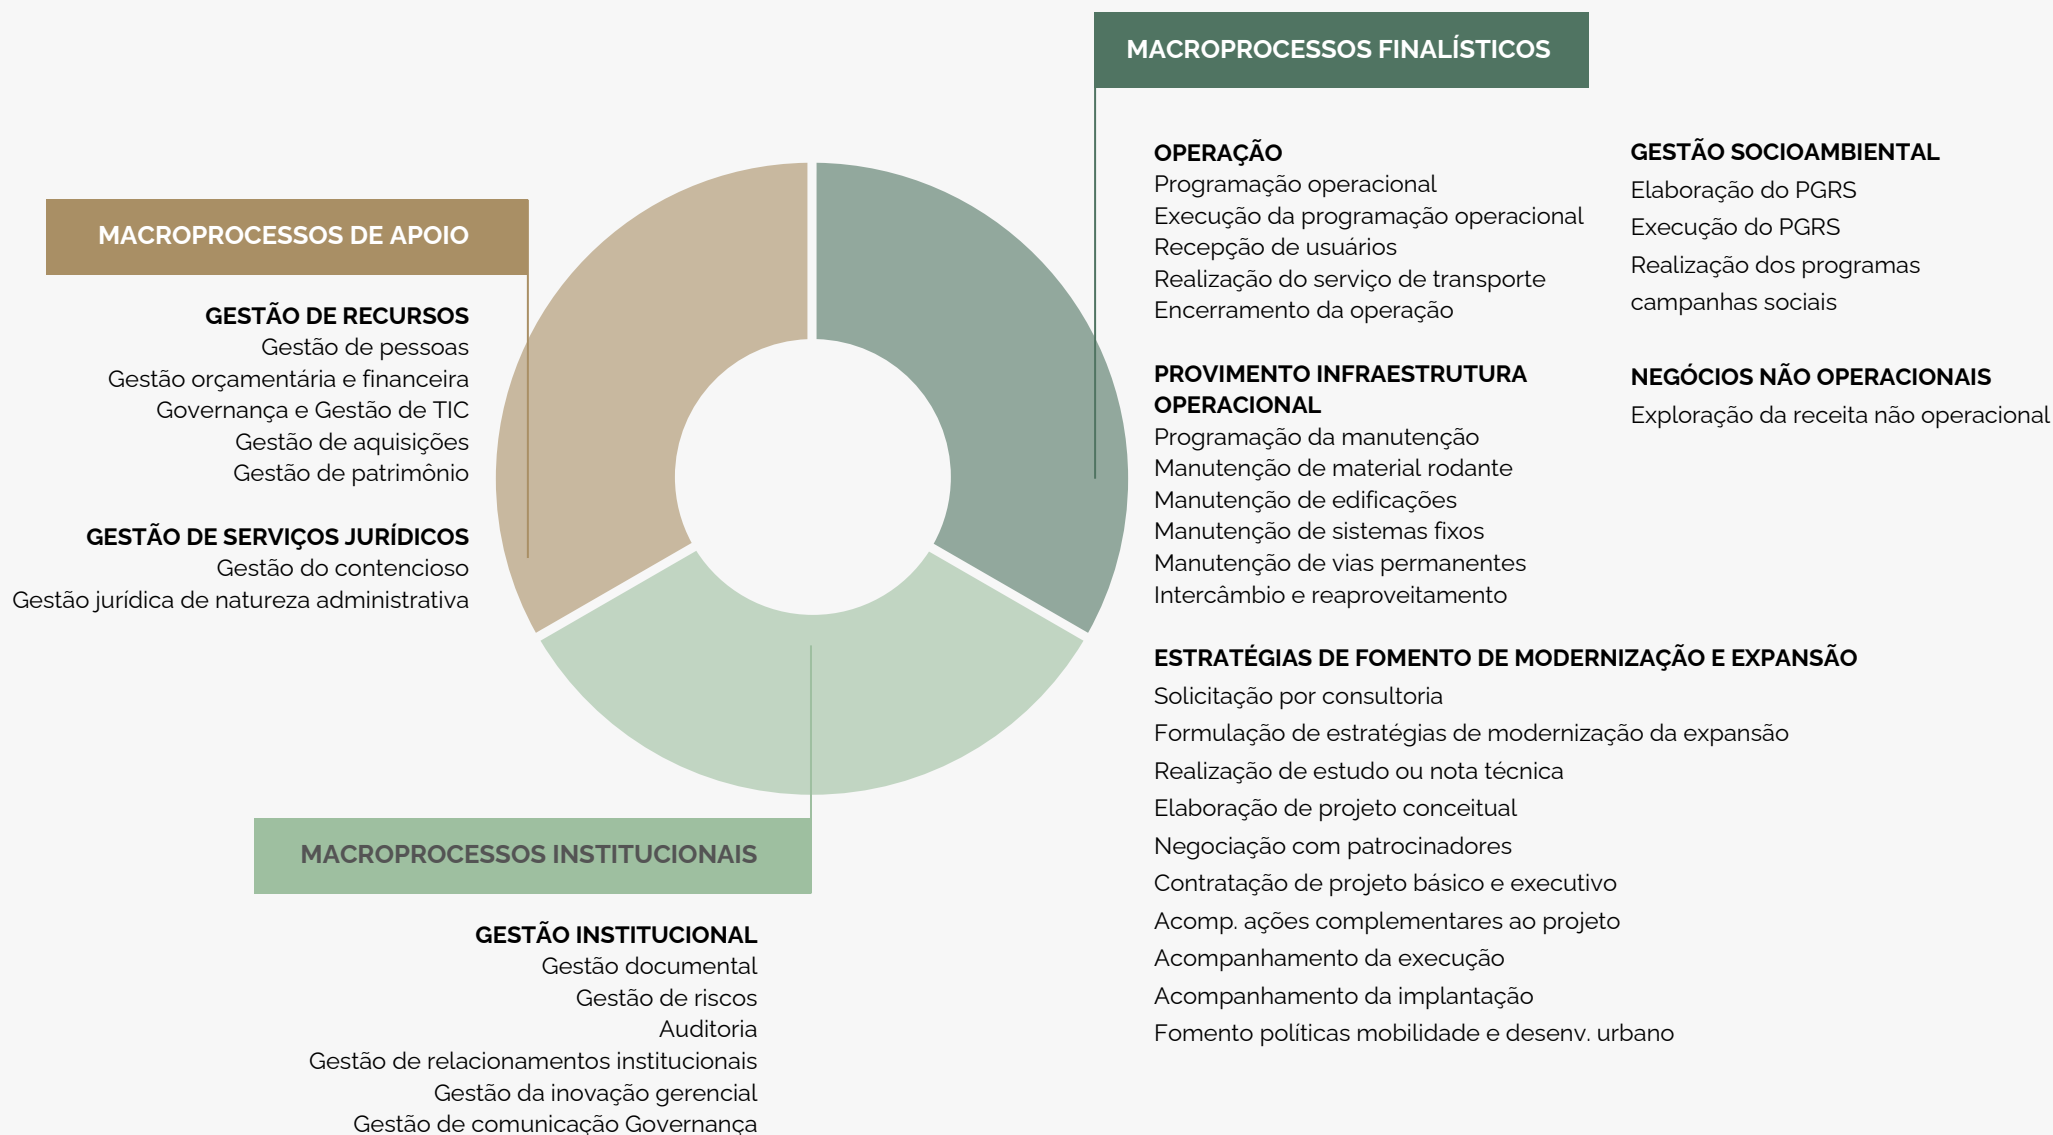 MACROPROCESSOS FINALÍSTICOS
OPERAÇÃO
Programação operacional
Execução da programação operacional
Recepção de usuários
Realização do serviço de transporte
Encerramento da operação
PROVIMENTO INFRAESTRUTURA
OPERACIONAL
Programação da manutenção
Manutenção de material rodante
Manutenção de edificações
Manutenção de sistemas fixos
Manutenção de vias permanentes
Intercâmbio e reaproveitamento
ESTRATÉGIAS DE FOMENTO DE MODERNIZAÇÃO E EXPANSÃO
Solicitação por consultoria
Formulação de estratégias de modernização da expansão
Realização de estudo ou nota técnica
Elaboração de projeto conceitual
Negociação com patrocinadores
Contratação de projeto básico e executivo
Acomp. ações complementares ao projeto
Acompanhamento da execução
Acompanhamento da implantação
Fomento políticas mobilidade e desenv. urbano
GESTÃO SOCIOAMBIENTAL
Elaboração do PGRS
Execução do PGRS
Realização dos programas
campanhas sociais
NEGÓCIOS NÃO OPERACIONAIS
Exploração da receita não operacional
MACROPROCESSOS DE APOIO
GESTÃO DE RECURSOS
Gestão de pessoas
Gestão orçamentária e financeira
Governança e Gestão de TIC
Gestão de aquisições
Gestão de patrimônio
GESTÃO DE SERVIÇOS JURÍDICOS
Gestão do contencioso
Gestão jurídica de natureza administrativa
MACROPROCESSOS INSTITUCIONAIS
GESTÃO INSTITUCIONAL
Gestão documental
Gestão de riscos
Auditoria
Gestão de relacionamentos institucionais
Gestão da inovação gerencial
Gestão de comunicação Governança